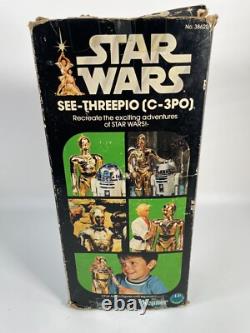 No. 38620
STAR
WARS
SEE-THREEPIO (C-3PO)
Recreate the exciting adventures
of STAR WARS!
Kenner